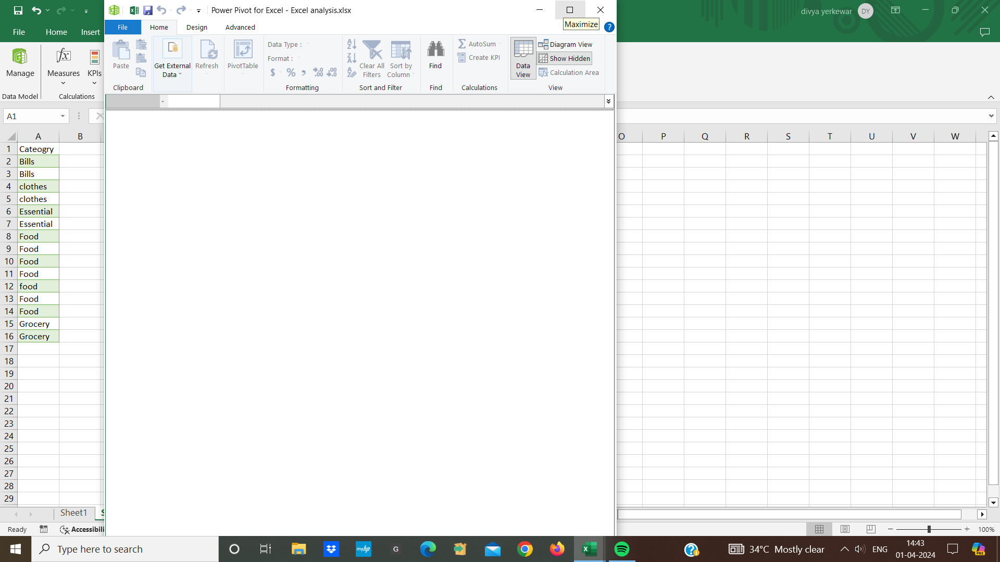 Power Pivot for Excel - Excel analysis.xlsx
divya yerkewar DY
Maximize
File Home Insert
File Home Design Advanced
?
Manage
Measures
KPIs
Data Model
Calculations
Paste
Clipboard
Get External
Data
Refresh
PivotTable
Data Type :
Format :
$ % ,
Formatting
Clear All
Filters
Sort by
Column
Sort and Filter
Find
Find
AutoSum
Create KPI
Calculations
Data
View
Diagram View
Show Hidden
Calculation Area
View
A1
A B O P Q R S T U V W
1 Cateogry
2 Bills
3 Bills
4 clothes
5 clothes
6 Essential
7 Essential
8 Food
9 Food
10 Food
11 Food
12 food
13 Food
14 Food
15 Grocery
16 Grocery
17
18
19
20
21
22
23
24
25
26
27
28
29
Sheet1 S
Ready
Accessibili
100%
Type here to search
myhp
G
34°C Mostly clear
ENG
14:43
01-04-2024
PRE